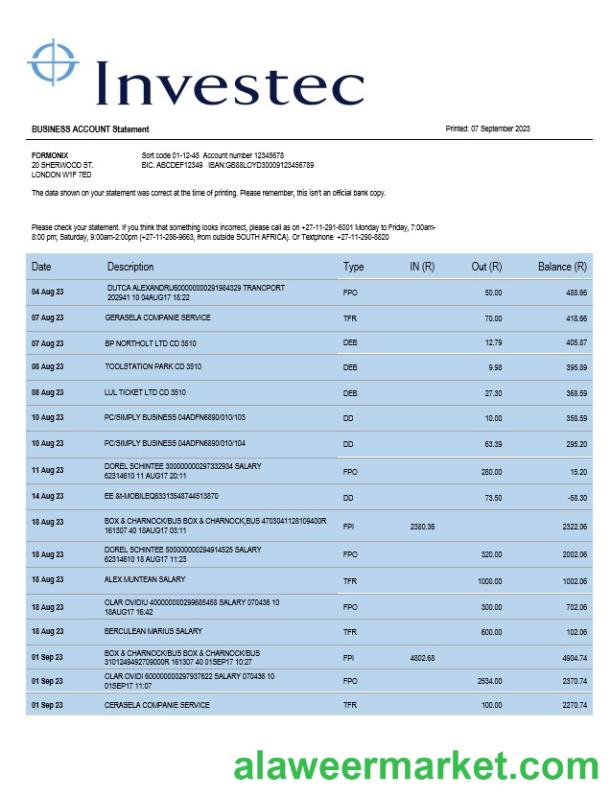 Investec
BUSINESS ACCOUNT Statement Printed: 07 September 2023
FORMONIX Sort code 01-12-45 Account number 12345678
20 SHERWOOD ST. BIC. ABCDEF12349 IBAN:GB88LOYD30009123456789
LONDON W1F 7ED
The data shown on your statement was correct at the time of printing. Please remember, this isn't an official bank copy.
Please check your statement. If you think that something looks incorrect, please call as on +27-11-291-6001 Monday to Friday, 7:00am-
8:00 pm; Saturday, 9:00am-2:00pm (+27-11-286-9663, from outside SOUTH AFRICA). Or Textphone +27-11-290-8820
Date Description Type IN (R) Out (R) Balance (R)
04 Aug 23 DUTCA ALEXANDRU600000000291984329 TRANCPORT FPO 50.00 488.66
202941 10 04AUG17 18:22
07 Aug 23 GERASELA COMPANIE SERVICE TFR 70.00 418.66
07 Aug 23 BP NORTHOLT LTD CD 3510 DEB 12.79 405.87
08 Aug 23 TOOLSTATION PARK CD 3510 DEB 9.98 395.89
08 Aug 23 LUL TICKET LTD CD 3510 DEB 27.30 368.59
10 Aug 23 PC/SIMPLY BUSINESS 04ADFN6890/010/103 DD 10.00 358.59
10 Aug 23 PC/SIMPLY BUSINESS 04ADFN6890/010/104 DD 63.39 295.20
11 Aug 23 DOREL SCHINTEE 300000000297332934 SALARY FPO 280.00 15.20
62314610 11 AUG17 20:11
14 Aug 23 EE &t-MOBILEQ63313548744513870 DD 73.50 -58.30
18 Aug 23 BOX & CHARNOCK/BUS BOX & CHARNOCK,BUS 4703041128109400R FPI 2380.36 2322.06
161307 40 18AUG17 03:11
18 Aug 23 DOREL SCHINTEE 500000000294914525 SALARY FPO 320.00 2002.06
62314610 18 AUG17 11:23
18 Aug 23 ALEX MUNTEAN SALARY TFR 1000.00 1002.06
18 Aug 23 OLAR OVIDIU 400000000299685458 SALARY 070436 10 FPO 300.00 702.06
18AUG17 16:42
18 Aug 23 BERCULEAN MARIUS SALARY TFR 600.00 102.06
01 Sep 23 BOX & CHARNOCK/BUS BOX & CHARNOCK/BUS FPI 4802.68 4904.74
3101249492709000R 161307 40 01SEP17 10:27
01 Sep 23 OLAR OVIDI 600000000297937622 SALARY 070436 10 FPO 2534.00 2370.74
01SEP17 11:07
01 Sep 23 CERASELA COMPANIE SERVICE TFR 100.00 2270.74
alaweermarket.com